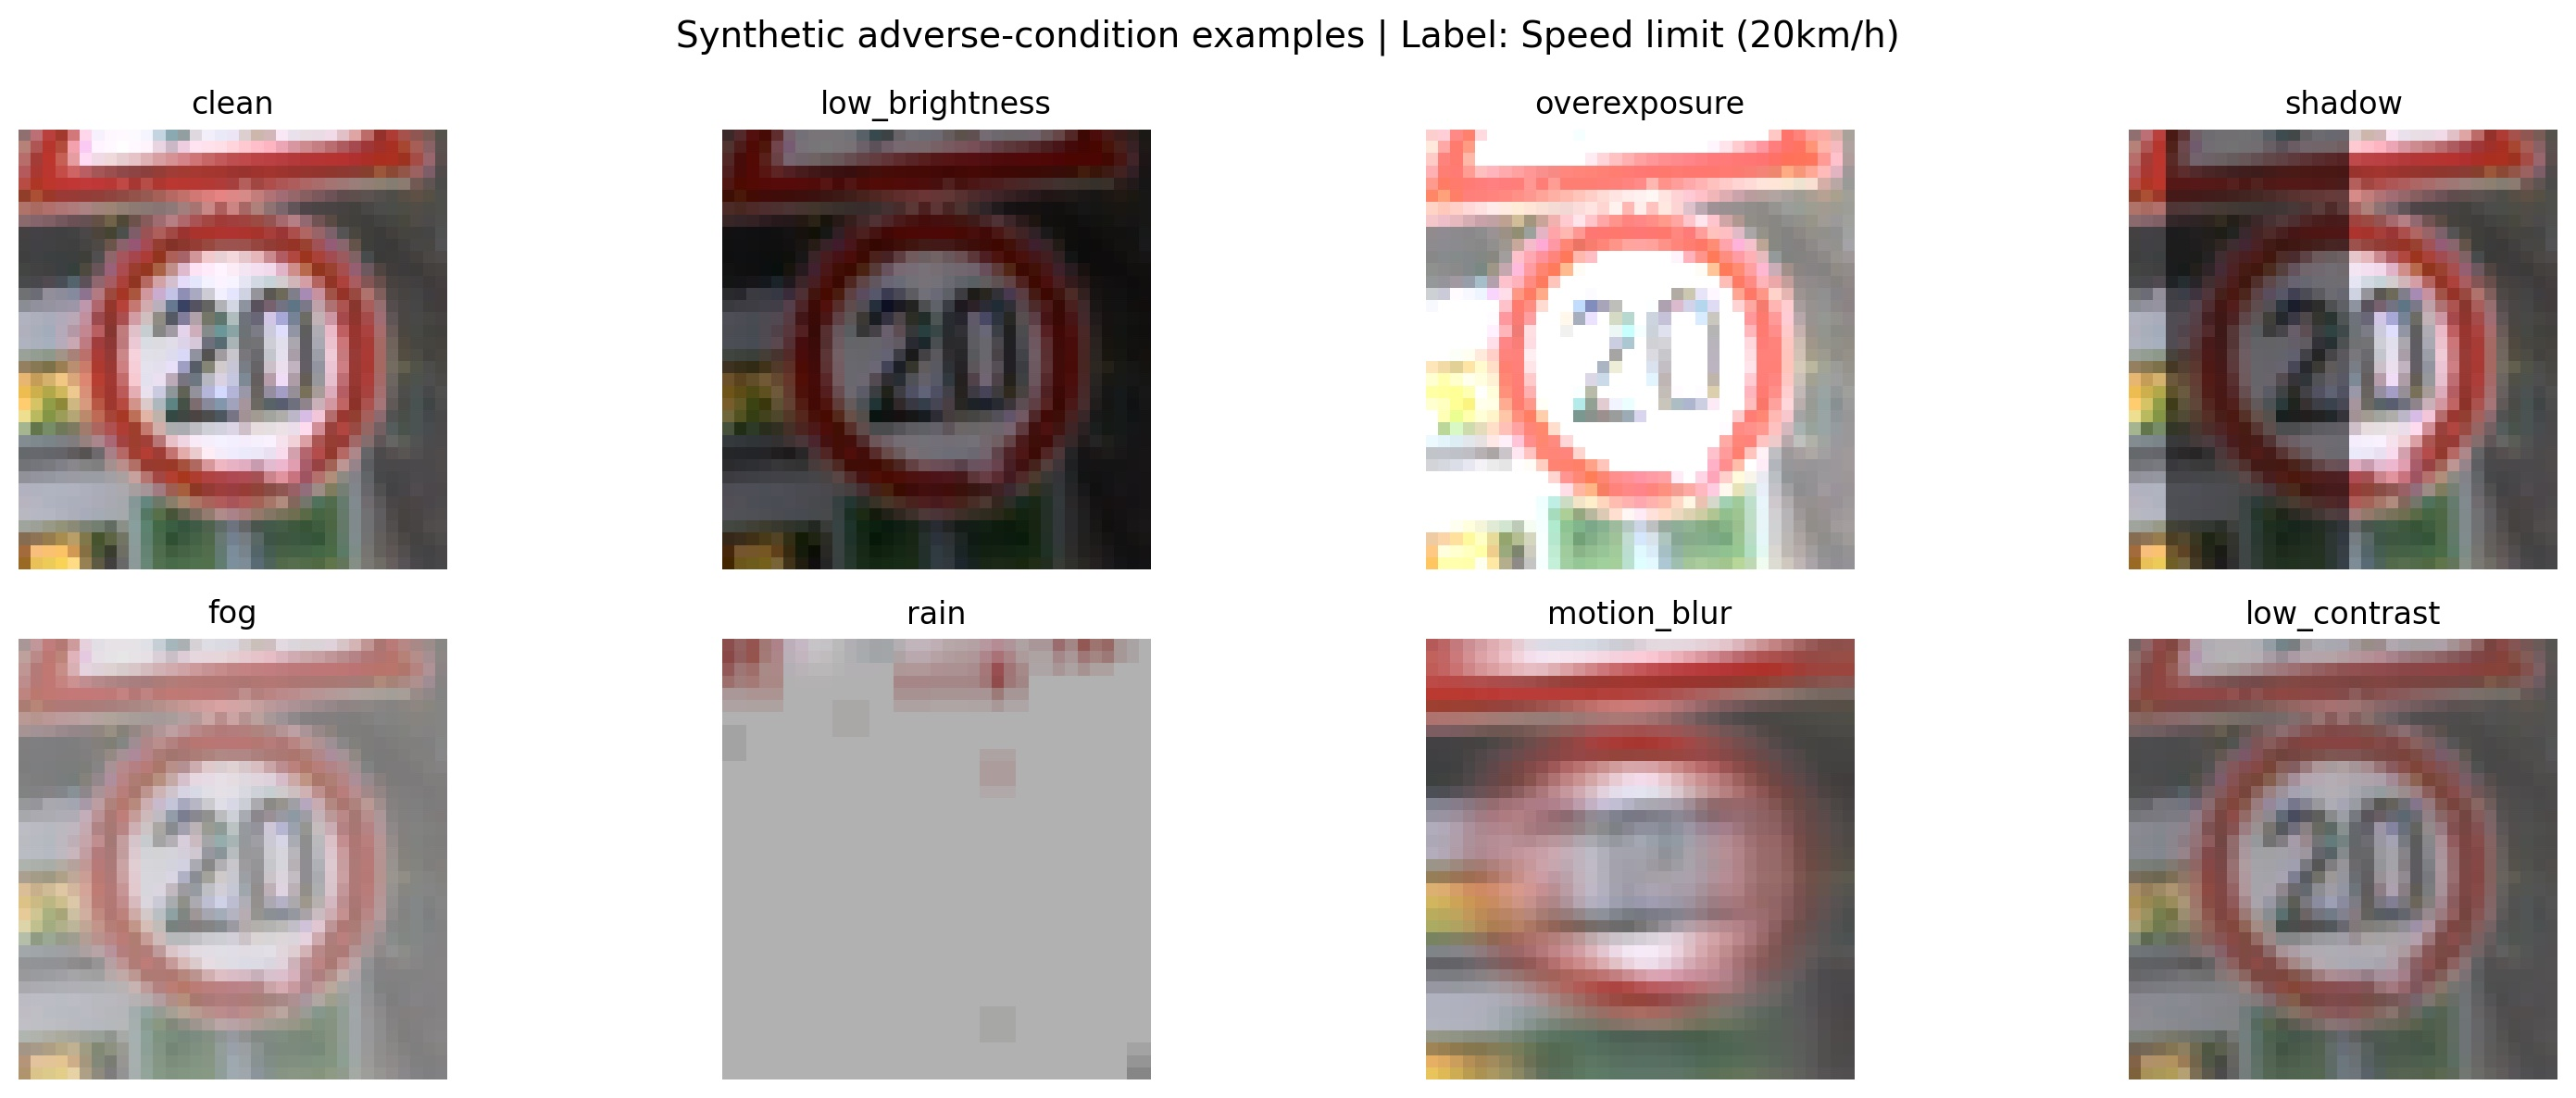 Synthetic adverse-condition examples | Label: Speed limit (20km/h)
clean
low_brightness
overexposure
shadow
20
20
20
20
fog
rain
motion_blur
low_contrast
20
20